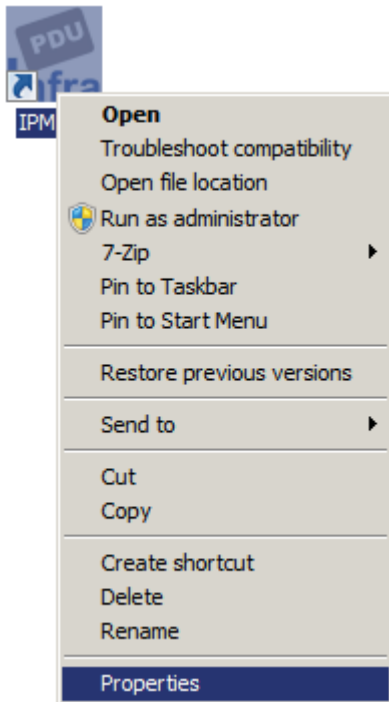 PDU
Infra
IPM
Open
Troubleshoot compatibility
Open file location
Run as administrator
7-Zip
Pin to Taskbar
Pin to Start Menu
Restore previous versions
Send to
Cut
Copy
Create shortcut
Delete
Rename
Properties